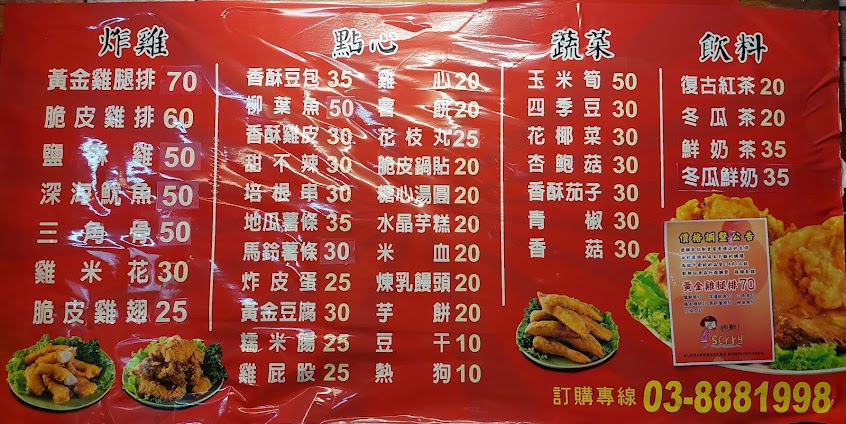 炸雞
黃金雞腿排 70
脆皮雞排 60
鹽酥雞 50
深海魷魚 50
三角骨 50
雞米花 30
脆皮雞翅 25
點心
香酥豆包 35
柳葉魚 50
香酥雞皮 30
甜不辣 30
培根串 30
地瓜薯條 35
馬鈴薯條 30
炸皮蛋 25
黃金豆腐 30
糯米腸 25
雞屁股 25
雞心 20
薯餅 20
花枝丸 25
脆皮鍋貼 20
糖心湯圓 20
水晶芋糕 20
米血 20
煉乳饅頭 20
芋餅 20
豆干 10
熱狗 10
蔬菜
玉米筍 50
四季豆 30
花椰菜 30
杏鮑菇 30
香酥茄子 30
青椒 30
香菇 30
飲料
復古紅茶 20
冬瓜茶 20
鮮奶茶 35
冬瓜鮮奶 35
價格調整公告
黃金雞腿排70
抱歉!
Sorry
訂購專線 03-8881998